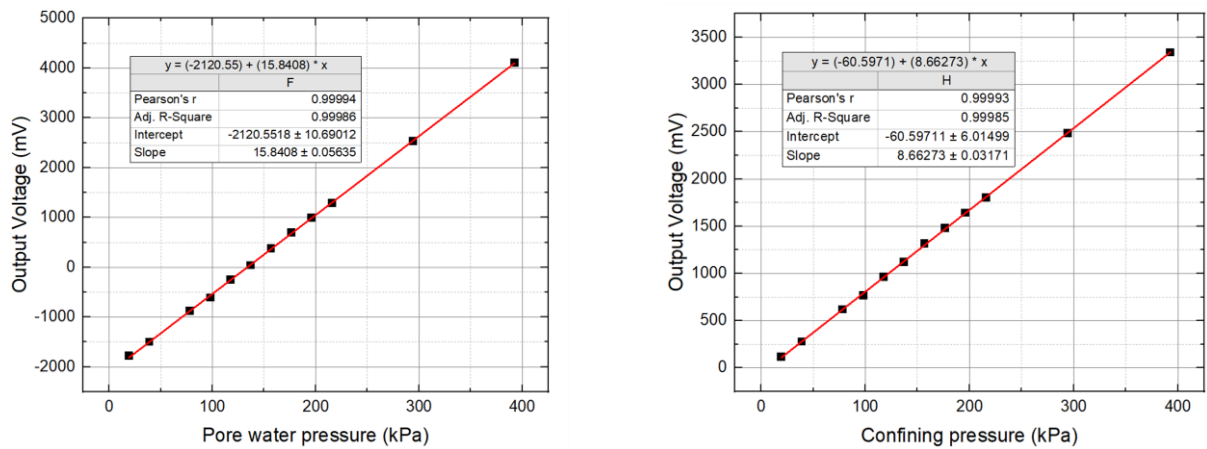 5000
4000
3000
2000
1000
0
-1000
-2000
Output Voltage (mV)
y = (-2120.55) + (15.8408) * x
F
Pearson's r 0.99994
Adj. R-Square 0.99986
Intercept -2120.5518 ± 10.69012
Slope 15.8408 ± 0.05635
0 100 200 300 400
Pore water pressure (kPa)
3500
3000
2500
2000
1500
1000
500
0
Output Voltage (mV)
y = (-60.5971) + (8.66273) * x
H
Pearson's r 0.99993
Adj. R-Square 0.99985
Intercept -60.59711 ± 6.01499
Slope 8.66273 ± 0.03171
0 100 200 300 400
Confining pressure (kPa)